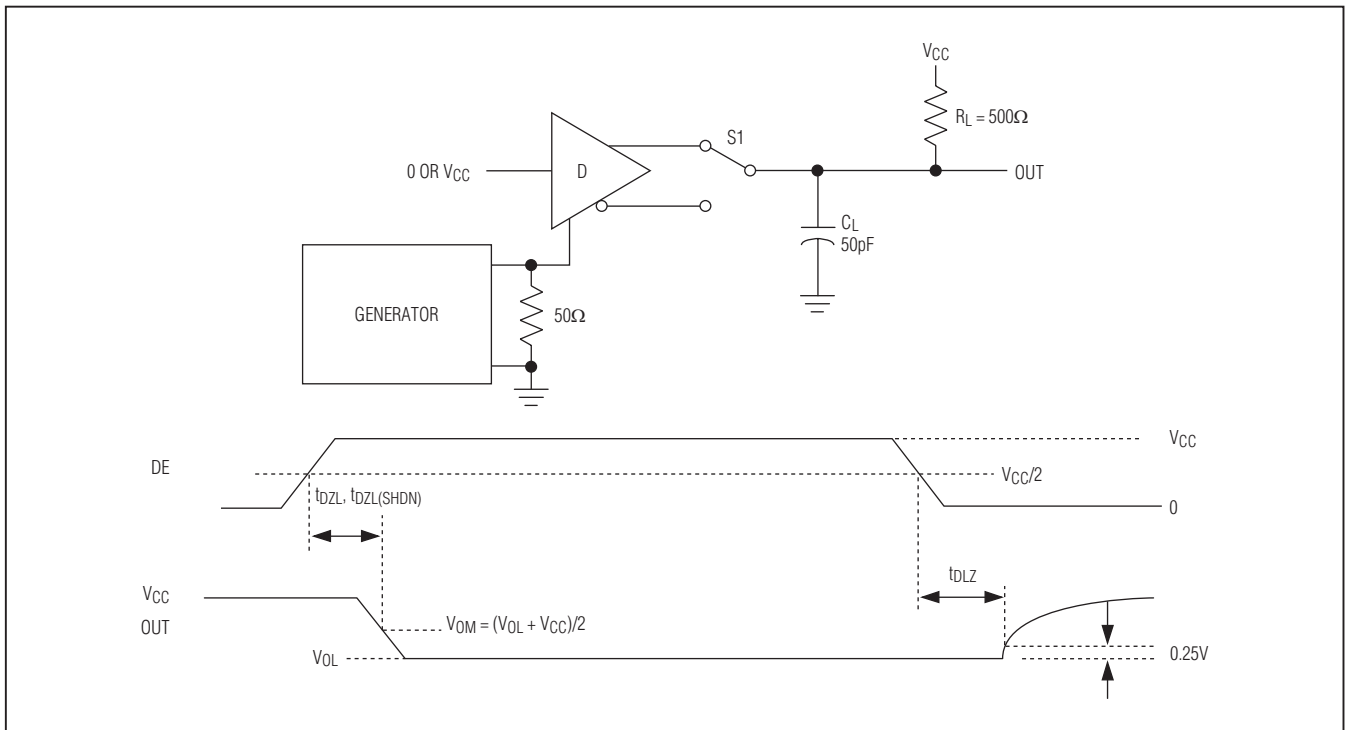 VCC
RL = 500Ω
S1
0 OR VCC
D
OUT
CL
50pF
GENERATOR
50Ω
VCC
DE
VCC/2
tDZL, tDZL(SHDN)
0
tDLZ
VCC
OUT
VOM = (VOL + VCC)/2
VOL
0.25V